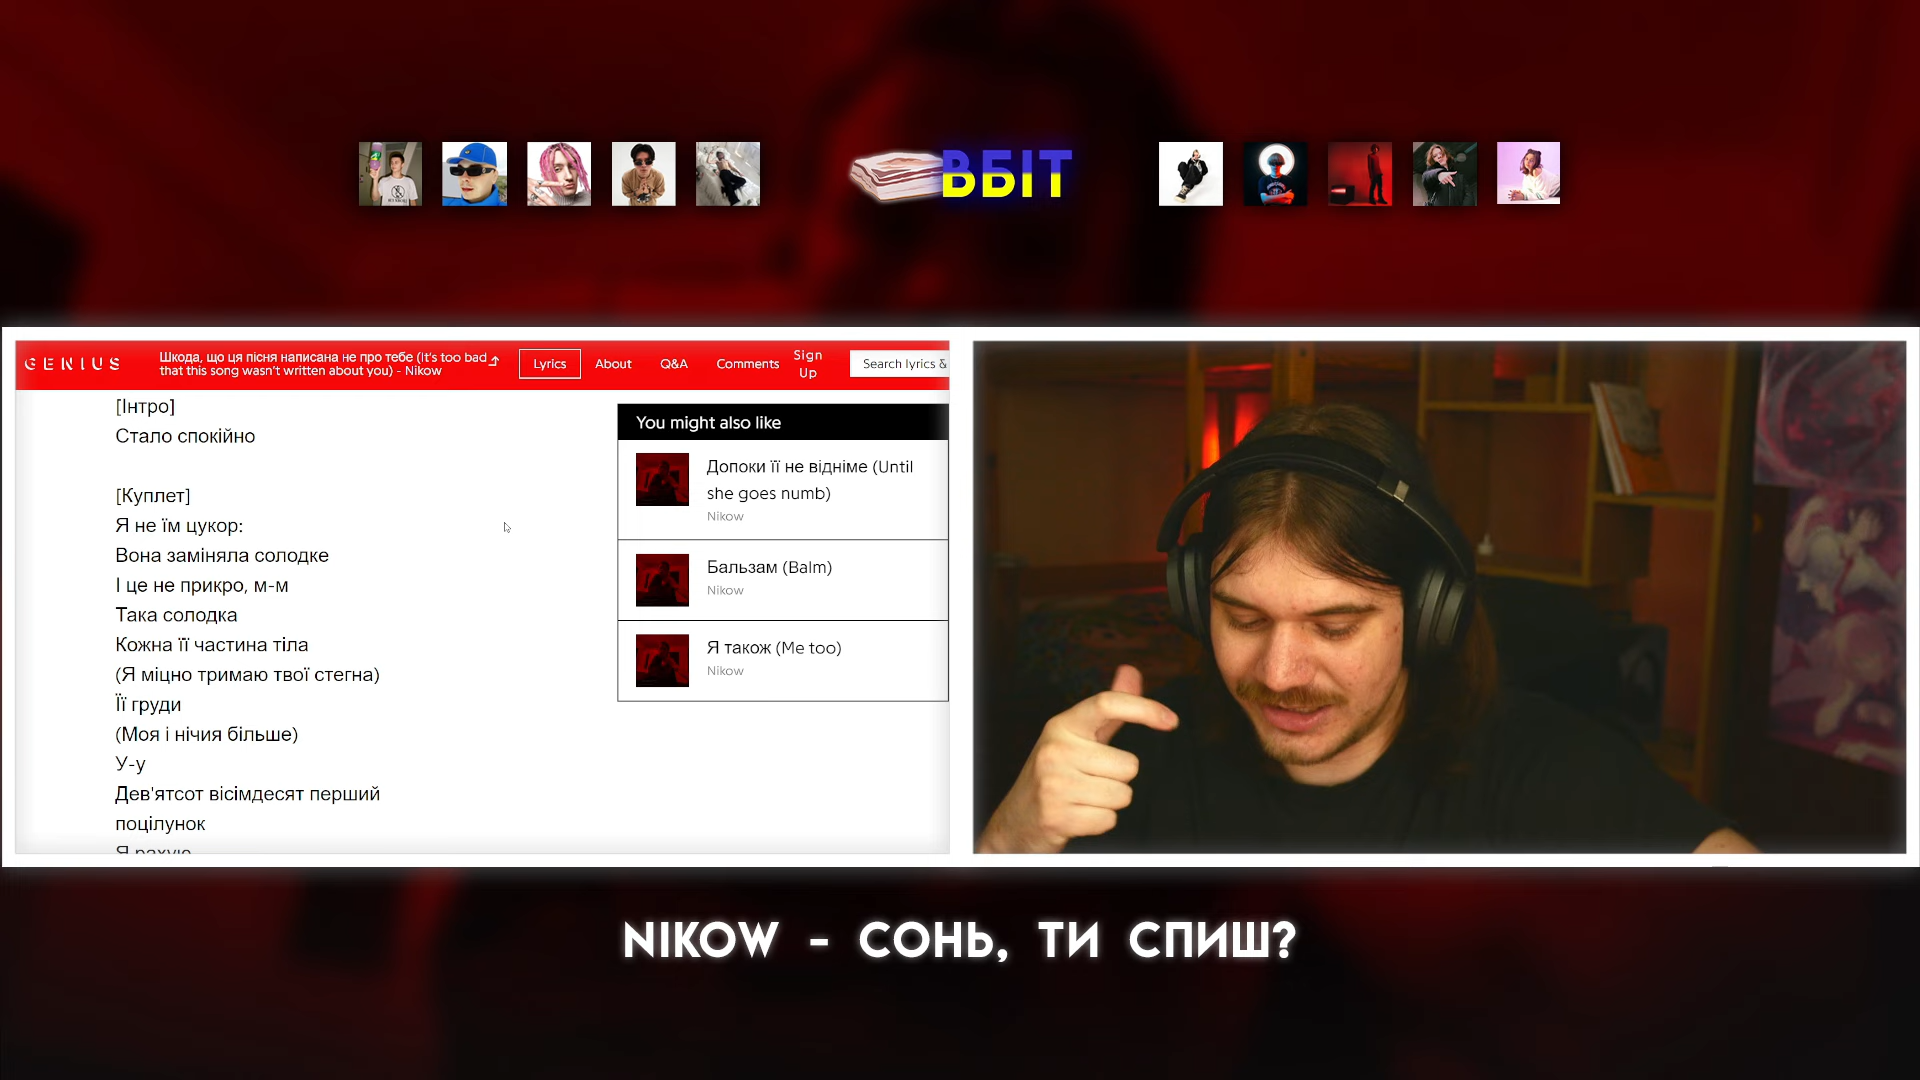 ВБІТ
GENIUS
Шкода, що ця пісня написана не про тебе (It's too bad
that this song wasn't written about you) - Nikow
Lyrics
About
Q&A
Comments
Sign
Up
Search lyrics &
[Інтро]
Стало спокійно
[Куплет]
Я не їм цукор:
Вона заміняла солодке
І це не прикро, м-м
Така солодка
Кожна її частина тіла
(Я міцно тримаю твої стегна)
Її груди
(Моя і нічия більше)
У-у
Дев'ятсот вісімдесят перший
поцілунок
Я рахую
You might also like
Допоки її не відніме (Until
she goes numb)
Nikow
Бальзам (Balm)
Nikow
Я також (Me too)
Nikow
NIKOW - СОНЬ, ТИ СПИШ?